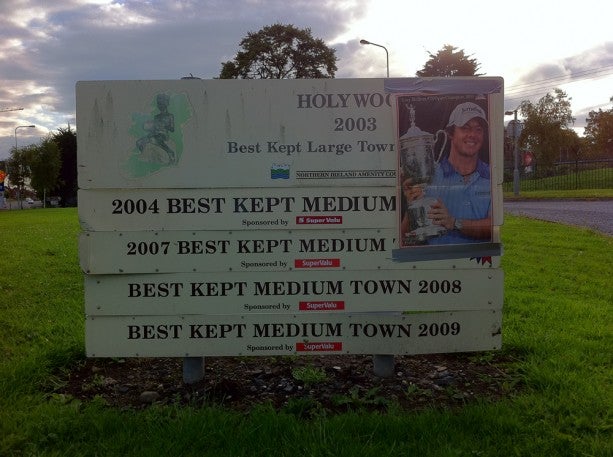 HOLYWOO
2003
Best Kept Large Town
NORTHERN IRELAND AMENITY COU
2004 BEST KEPT MEDIUM
Sponsored by SuperValu
2007 BEST KEPT MEDIUM T
Sponsored by SuperValu
BEST KEPT MEDIUM TOWN 2008
Sponsored by SuperValu
BEST KEPT MEDIUM TOWN 2009
Sponsored by SuperValu